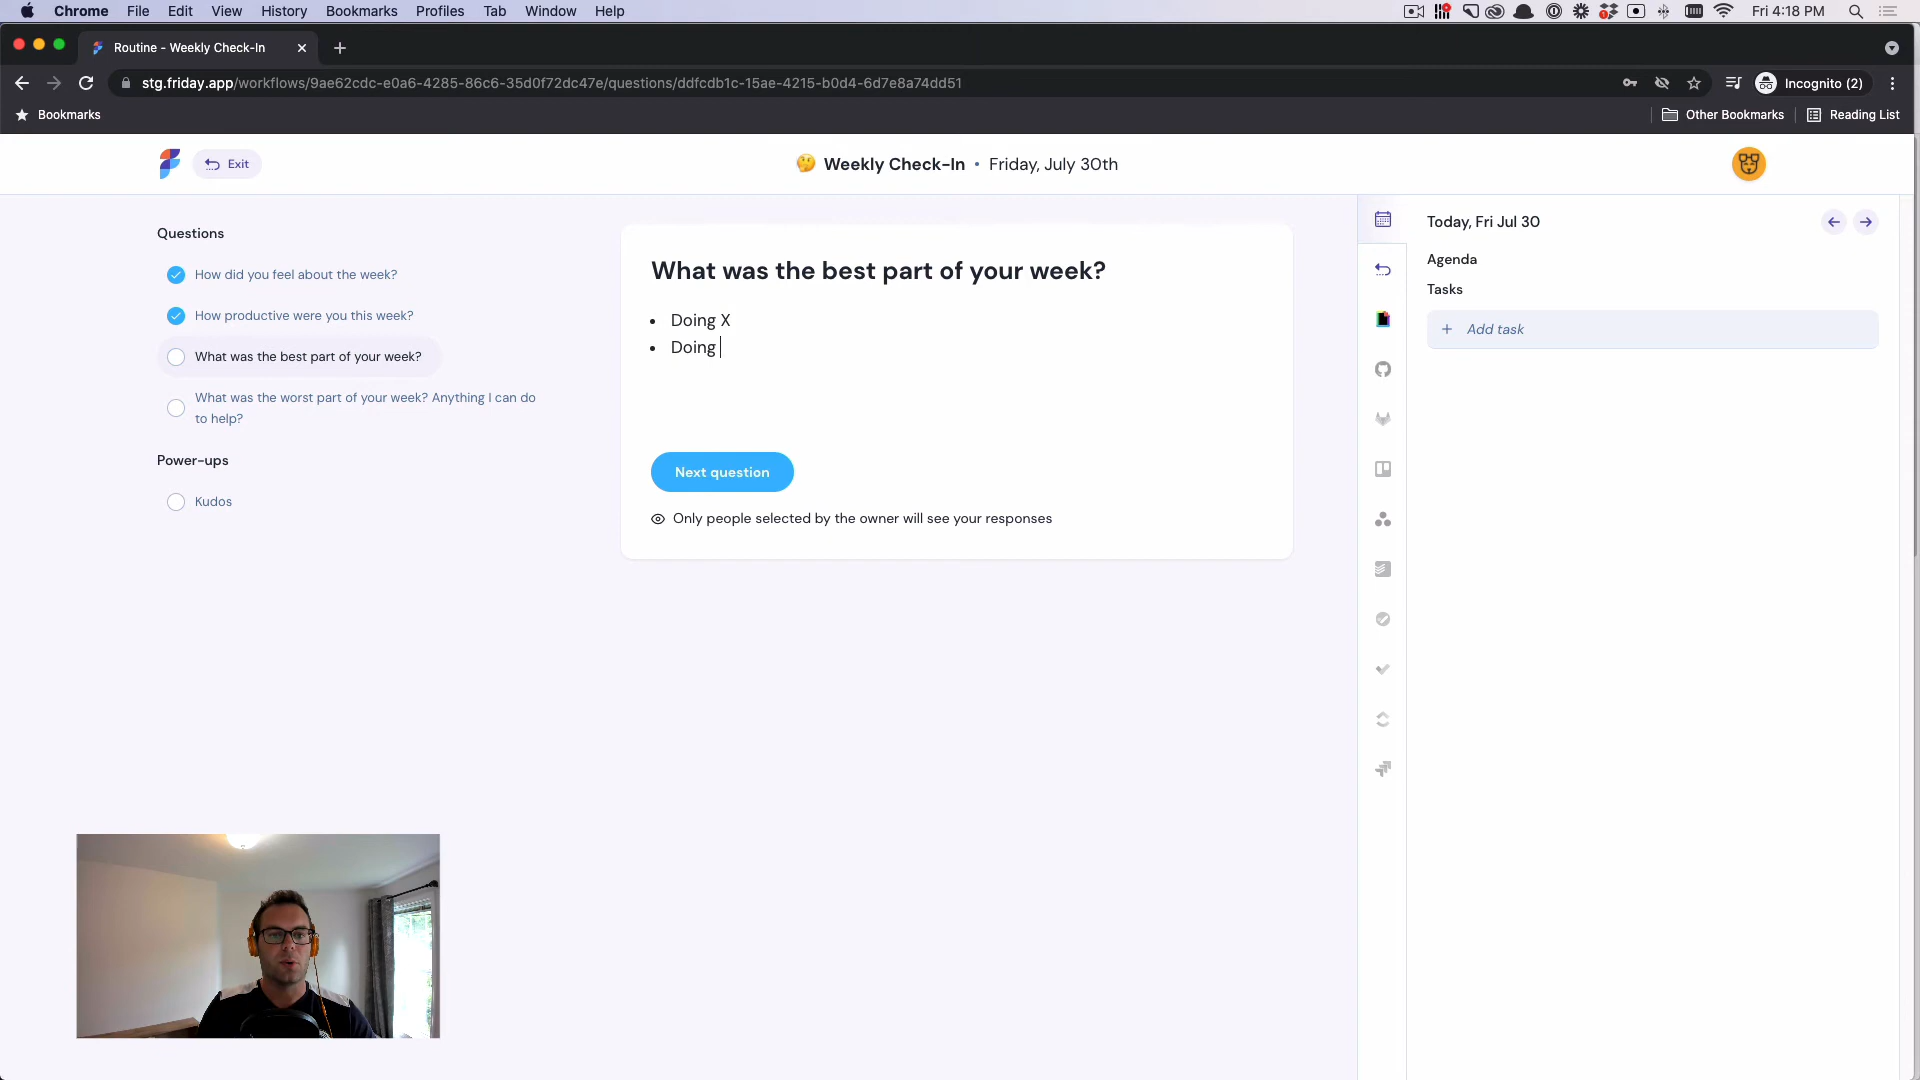 Chrome File Edit View History Bookmarks Profiles Tab Window Help Fri 4:18 PM
Routine - Weekly Check-In
stg.friday.app/workflows/9ae62cdc-e0a6-4285-86c6-35d0f72dc47e/questions/ddfcdb1c-15ae-4215-b0d4-6d7e8a74dd51 Incognito (2)
Bookmarks Other Bookmarks Reading List
Exit
🤔 Weekly Check-In • Friday, July 30th
Questions
How did you feel about the week?
How productive were you this week?
What was the best part of your week?
What was the worst part of your week? Anything I can do
to help?
Power-ups
Kudos
What was the best part of your week?
• Doing X
• Doing
Next question
Only people selected by the owner will see your responses
Today, Fri Jul 30
Agenda
Tasks
+ Add task